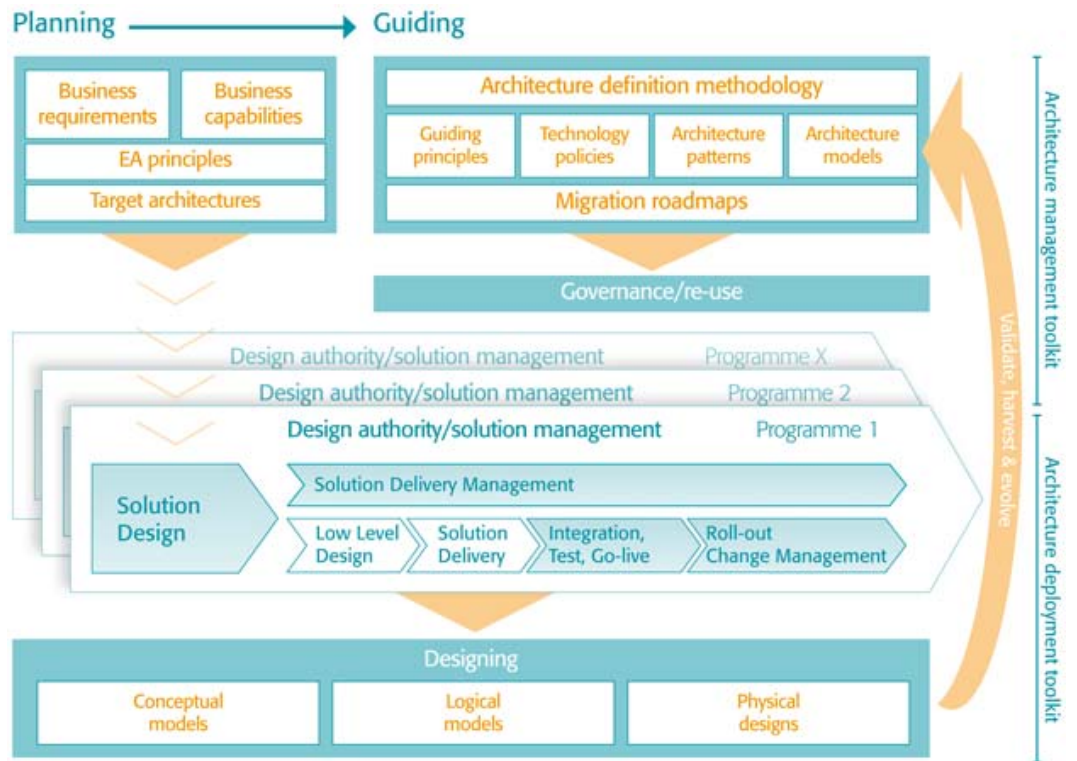 Planning
Guiding
Business
requirements
Business
capabilities
EA principles
Target architectures
Architecture definition methodology
Guiding
principles
Technology
policies
Architecture
patterns
Architecture
models
Migration roadmaps
Governance/re-use
Design authority/solution management
Programme X
Design authority/solution management
Programme 2
Design authority/solution management
Programme 1
Solution
Design
Solution Delivery Management
Low Level
Design
Solution
Delivery
Integration,
Test, Go-live
Roll-out
Change Management
Designing
Conceptual
models
Logical
models
Physical
designs
Validate, harvest & evolve
Architecture management toolkit
Architecture deployment toolkit